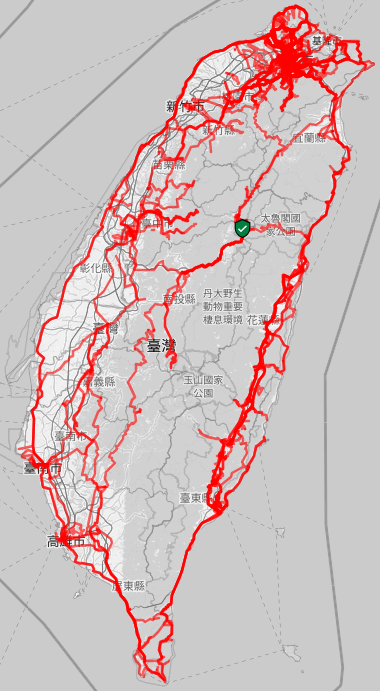 基隆市
新竹市
新竹縣
宜蘭縣
苗栗縣
太魯閣國
家公園
臺中市
彰化縣
丹大野生
動物重要
棲息環境
南投縣
花蓮縣
臺灣
嘉義縣
玉山國家
公園
臺南市
臺南市
臺東縣
高雄市
屏東縣